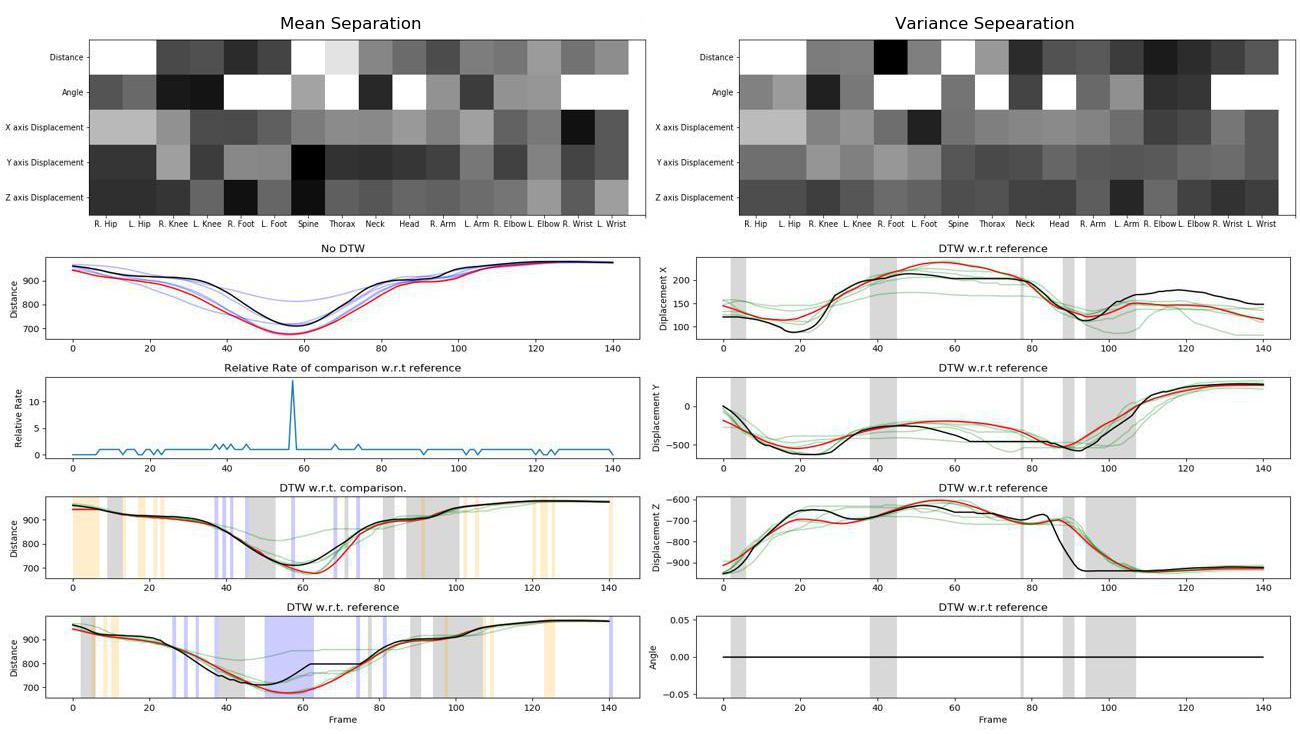 Mean Separation
Distance
Angle
X axis Displacement
Y axis Displacement
Z axis Displacement
R. Hip L. Hip R. Knee L. Knee R. Foot L. Foot Spine Thorax Neck Head R. Arm L. Arm R. Elbow L. Elbow R. Wrist L. Wrist
Variance Sepearation
Distance
Angle
X axis Displacement
Y axis Displacement
Z axis Displacement
R. Hip L. Hip R. Knee L. Knee R. Foot L. Foot Spine Thorax Neck Head R. Arm L. Arm R. Elbow L. Elbow R. Wrist L. Wrist
No DTW
Distance
900
800
700
0 20 40 60 80 100 120 140
Relative Rate of comparison w.r.t reference
Relative Rate
10
5
0
0 20 40 60 80 100 120 140
DTW w.r.t. comparison.
Distance
900
800
700
0 20 40 60 80 100 120 140
DTW w.r.t. reference
Distance
900
800
700
0 20 40 60 80 100 120 140
Frame
DTW w.r.t reference
Diplacement X
200
150
100
0 20 40 60 80 100 120 140
DTW w.r.t reference
Displacement Y
0
−500
0 20 40 60 80 100 120 140
DTW w.r.t reference
Displacement Z
−600
−700
−800
−900
0 20 40 60 80 100 120 140
DTW w.r.t reference
Angle
0.05
0.00
−0.05
0 20 40 60 80 100 120 140
Frame